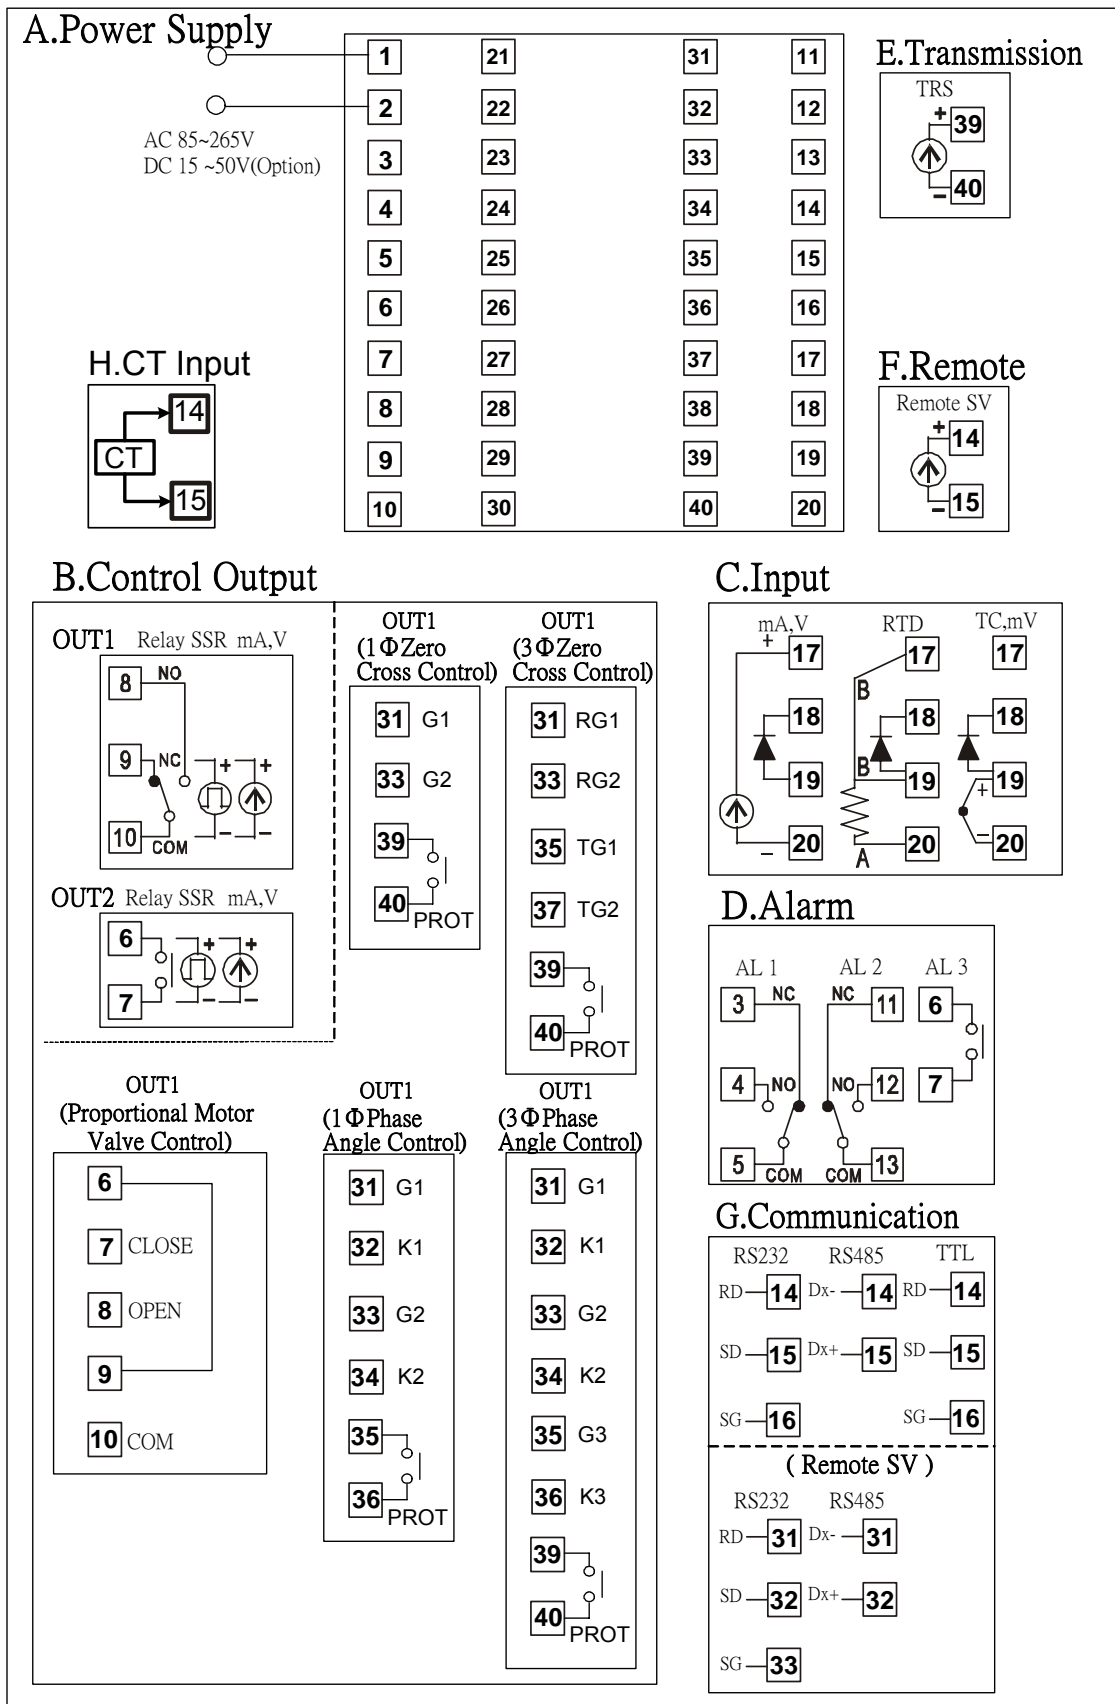 A.Power Supply
AC 85~265V
DC 15 ~50V(Option)
1 21 31 11
2 22 32 12
3 23 33 13
4 24 34 14
5 25 35 15
6 26 36 16
7 27 37 17
8 28 38 18
9 29 39 19
10 30 40 20
E.Transmission
TRS
+ 39
− 40
H.CT Input
14
CT
15
F.Remote
Remote SV
+ 14
− 15
B.Control Output
OUT1 Relay SSR mA,V
8 NO
9 NC + +
10 COM − −
OUT2 Relay SSR mA,V
6 + +
7 − −
OUT1
(1ΦZero
Cross Control)
31 G1
33 G2
39
40 PROT
OUT1
(3ΦZero
Cross Control)
31 RG1
33 RG2
35 TG1
37 TG2
39
40 PROT
OUT1
(Proportional Motor
Valve Control)
6
7 CLOSE
8 OPEN
9
10 COM
OUT1
(1ΦPhase
Angle Control)
31 G1
32 K1
33 G2
34 K2
35
36 PROT
OUT1
(3ΦPhase
Angle Control)
31 G1
32 K1
33 G2
34 K2
35 G3
36 K3
39
40 PROT
C.Input
mA,V RTD TC,mV
+ 17 17 17
B
18 18 18
B
19 19 + 19
− 20 A 20 − 20
D.Alarm
AL 1 AL 2 AL 3
3 NC NC 11 6
4 NO NO 12 7
5 COM COM 13
G.Communication
RS232 RS485 TTL
RD 14 Dx- 14 RD 14
SD 15 Dx+ 15 SD 15
SG 16 SG 16
( Remote SV )
RS232 RS485
RD 31 Dx- 31
SD 32 Dx+ 32
SG 33